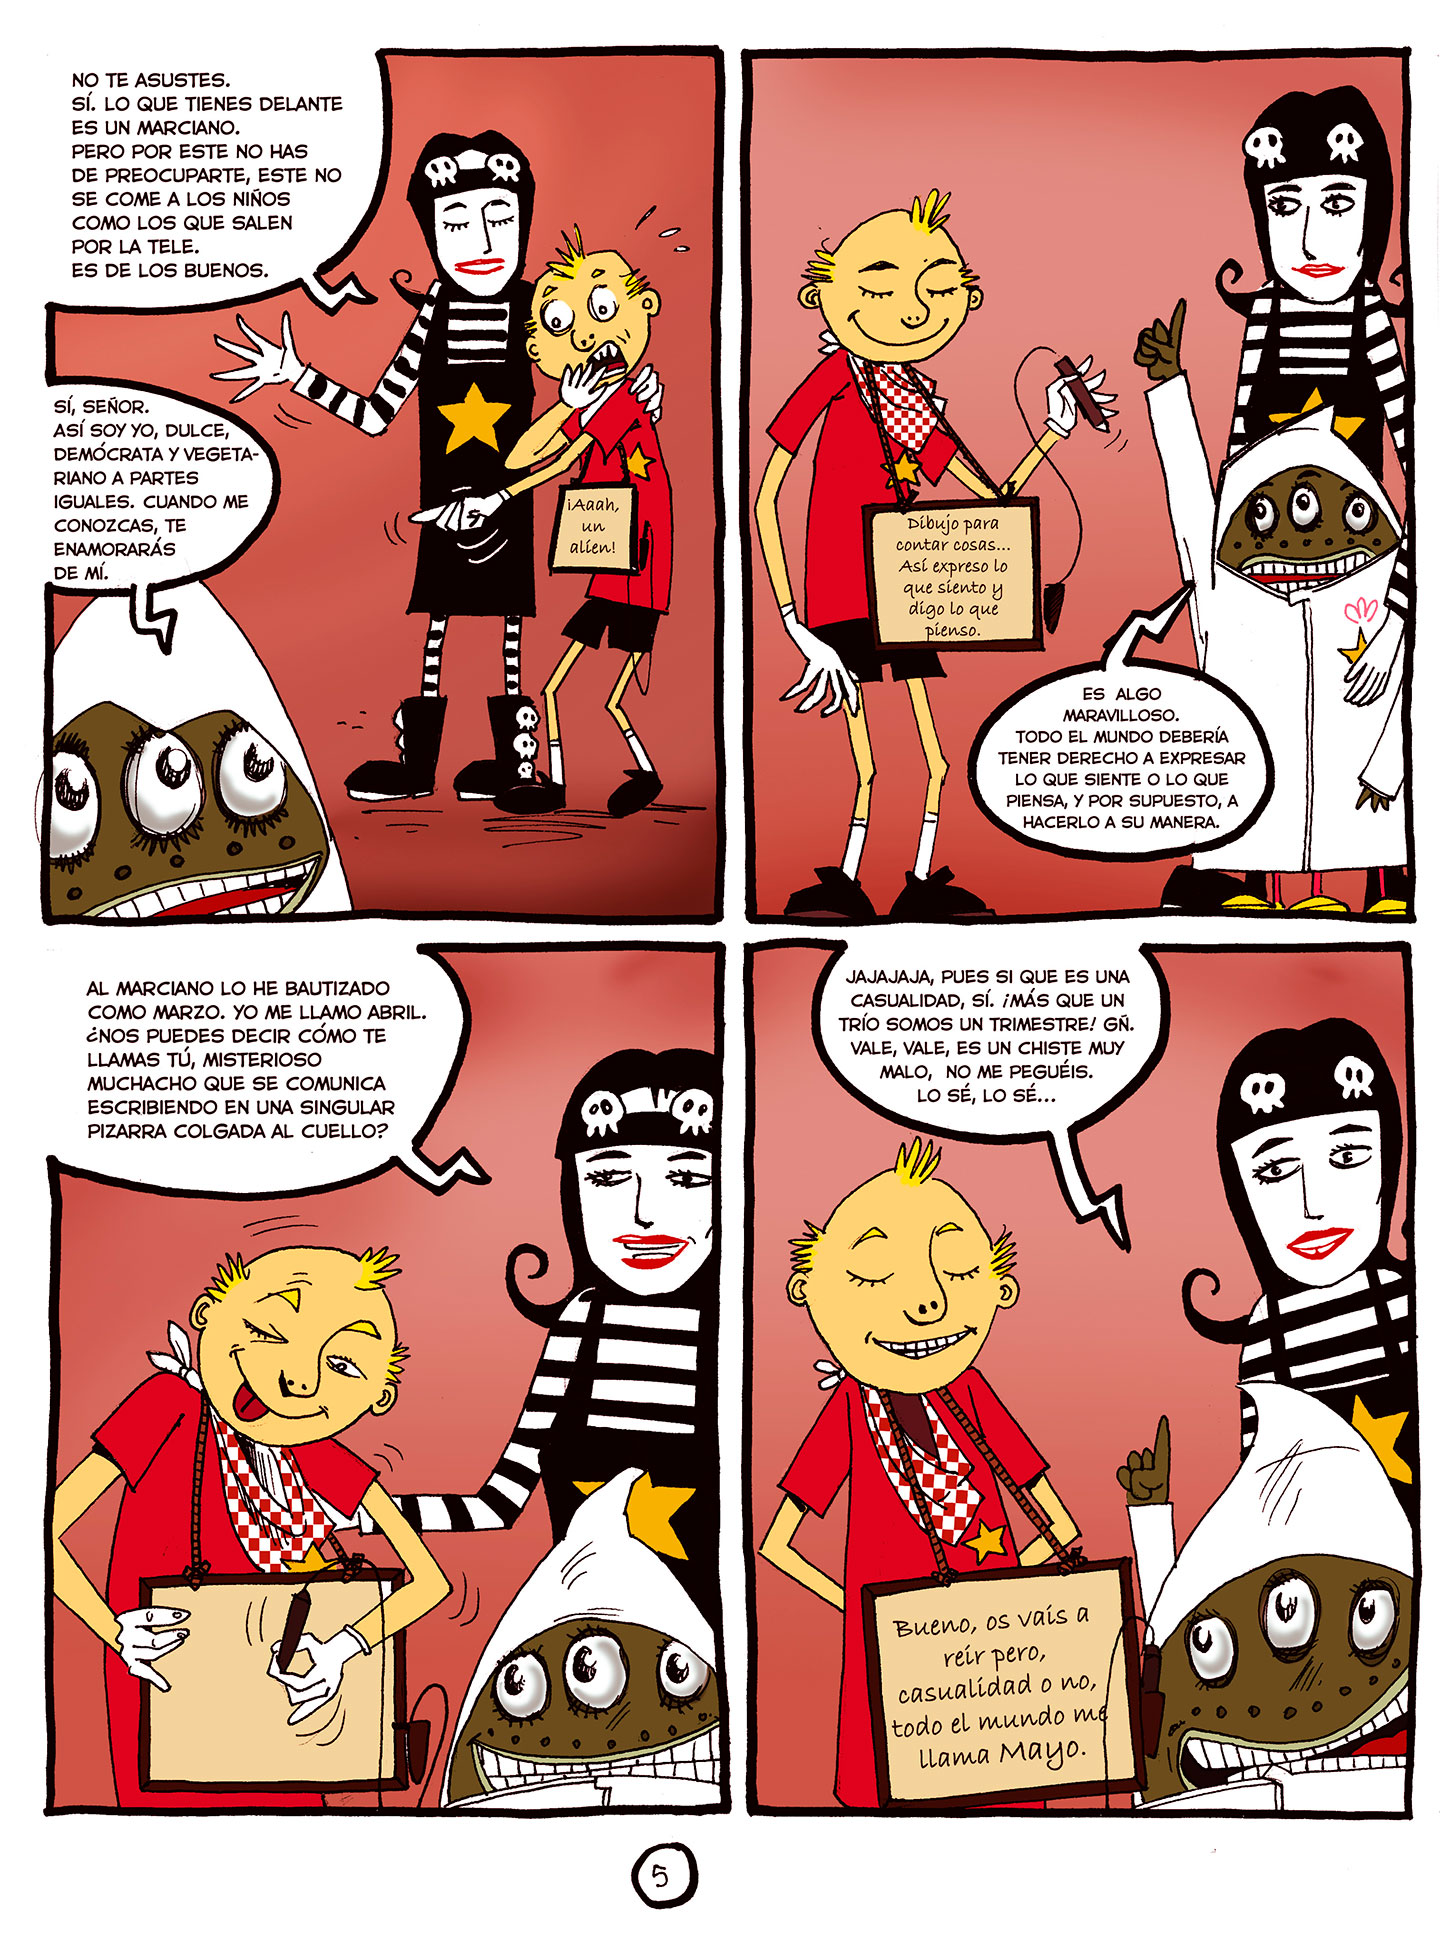 NO TE ASUSTES.
SÍ. LO QUE TIENES DELANTE
ES UN MARCIANO.
PERO POR ESTE NO HAS
DE PREOCUPARTE, ESTE NO
SE COME A LOS NIÑOS
COMO LOS QUE SALEN
POR LA TELE.
ES DE LOS BUENOS.
SÍ, SEÑOR.
ASÍ SOY YO, DULCE,
DEMÓCRATA Y VEGETA-
RIANO A PARTES
IGUALES. CUANDO ME
CONOZCAS, TE
ENAMORARÁS
DE MÍ.
¡Aaah,
un
alien!
Dibujo para
contar cosas...
Así expreso lo
que siento y
digo lo que
pienso.
ES ALGO
MARAVILLOSO.
TODO EL MUNDO DEBERÍA
TENER DERECHO A EXPRESAR
LO QUE SIENTE O LO QUE
PIENSA, Y POR SUPUESTO, A
HACERLO A SU MANERA.
AL MARCIANO LO HE BAUTIZADO
COMO MARZO. YO ME LLAMO ABRIL.
¿NOS PUEDES DECIR CÓMO TE
LLAMAS TÚ, MISTERIOSO
MUCHACHO QUE SE COMUNICA
ESCRIBIENDO EN UNA SINGULAR
PIZARRA COLGADA AL CUELLO?
JAJAJAJA, PUES SI QUE ES UNA
CASUALIDAD, SÍ. ¡MÁS QUE UN
TRÍO SOMOS UN TRIMESTRE! GÑ.
VALE, VALE, ES UN CHISTE MUY
MALO, NO ME PEGUÉIS.
LO SÉ, LO SÉ...
Bueno, os vais a
reír pero,
casualidad o no,
todo el mundo me
llama Mayo.
5